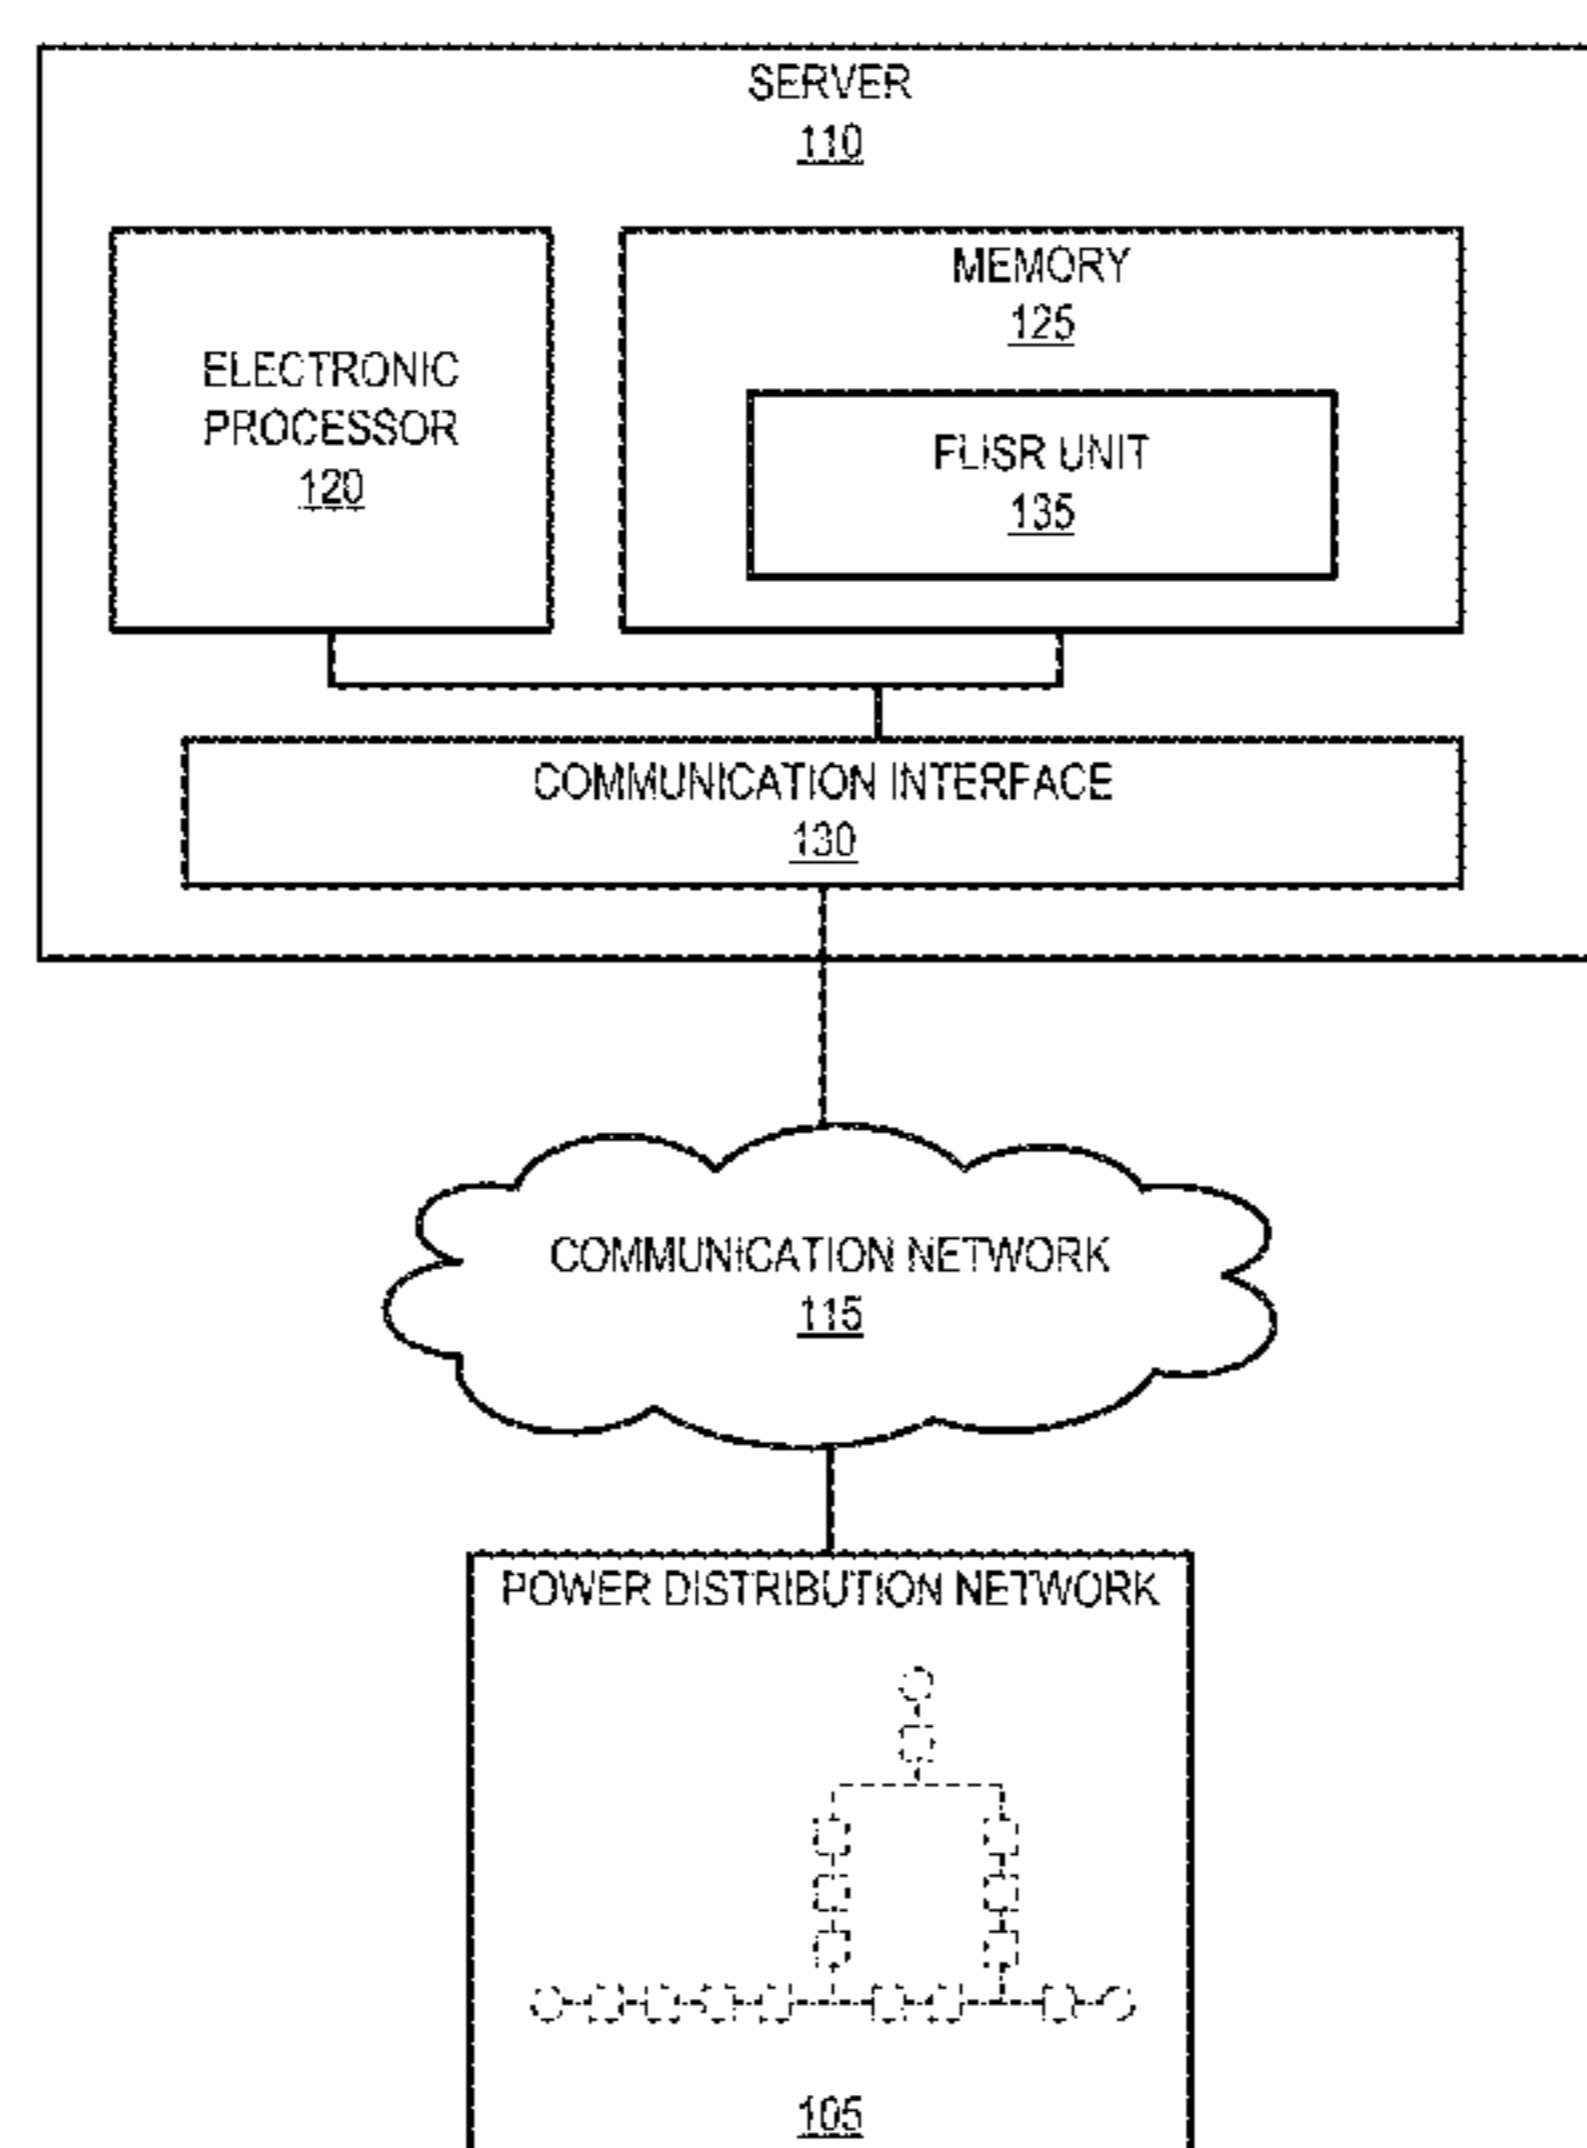 SERVER
110
ELECTRONIC
PROCESSOR
120
MEMORY
125
FLISR UNIT
135
COMMUNICATION INTERFACE
130
COMMUNICATION NETWORK
115
POWER DISTRIBUTION NETWORK
105